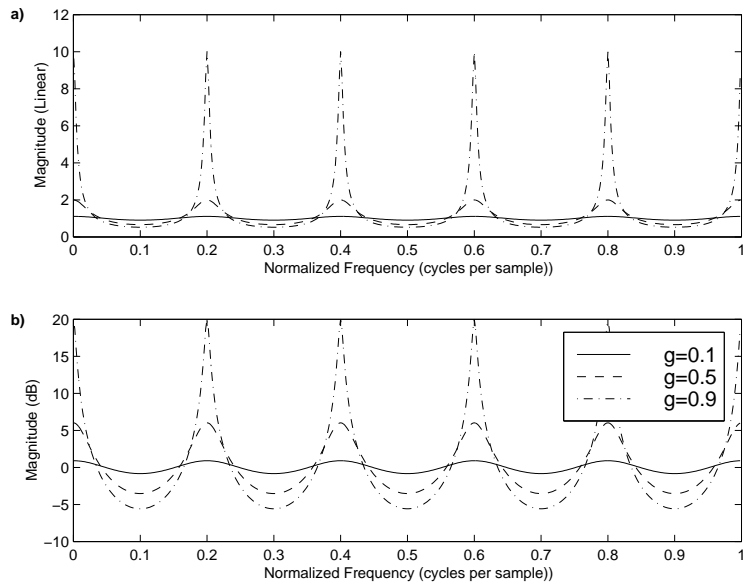 a)
12
10
8
6
4
2
0
Magnitude (Linear)
0 0.1 0.2 0.3 0.4 0.5 0.6 0.7 0.8 0.9 1
Normalized Frequency (cycles per sample))
b)
20
15
10
5
0
−5
−10
Magnitude (dB)
g=0.1
g=0.5
g=0.9
0 0.1 0.2 0.3 0.4 0.5 0.6 0.7 0.8 0.9 1
Normalized Frequency (cycles per sample))